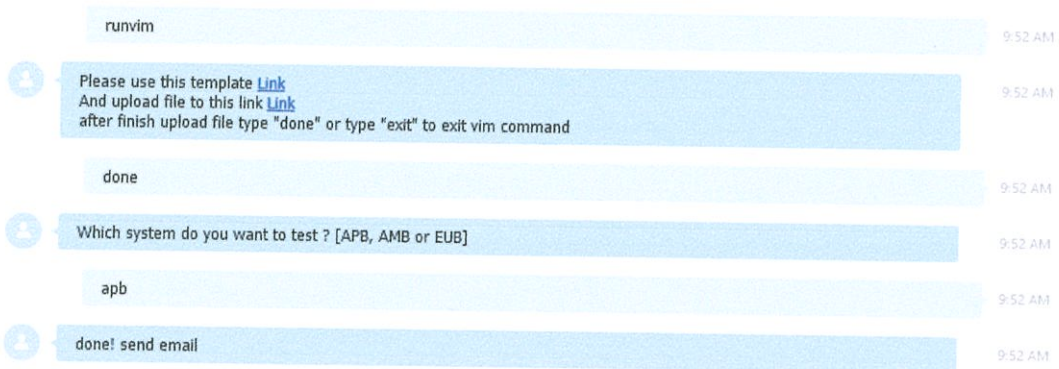 runvim
9:52 AM
Please use this template Link
9:52 AM
And upload file to this link Link
after finish upload file type "done" or type "exit" to exit vim command
done
9:52 AM
Which system do you want to test ? [APB, AMB or EUB]
9:52 AM
apb
9:52 AM
done! send email
9:52 AM